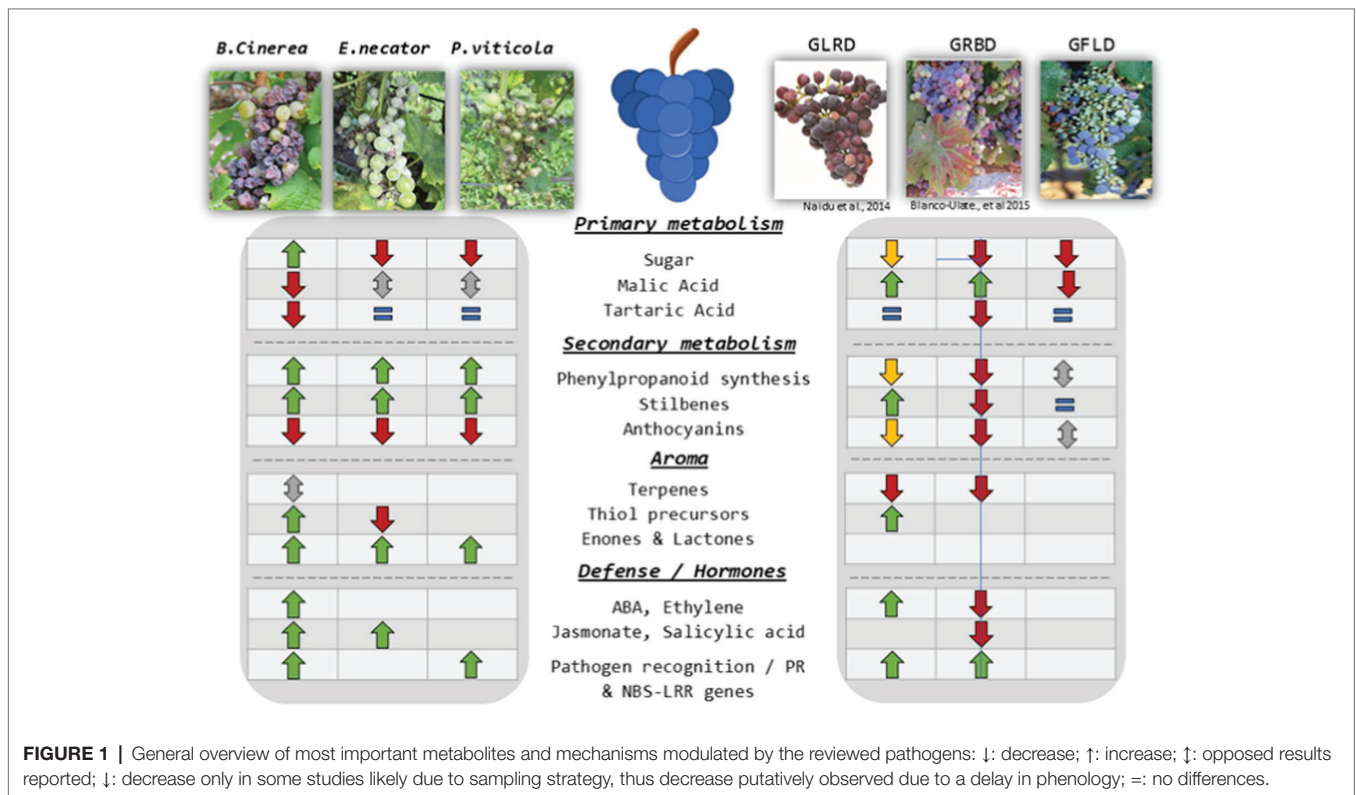 B.Cinerea E.necator P.viticola GLRD GRBD GFLD
Naidu et al., 2014 Blanco-Ulate., et al 2015
Primary metabolism
Sugar
Malic Acid
Tartaric Acid
= = = =
Secondary metabolism
Phenylpropanoid synthesis
Stilbenes
=
Anthocyanins
Aroma
Terpenes
Thiol precursors
Enones & Lactones
Defense / Hormones
ABA, Ethylene
Jasmonate, Salicylic acid
Pathogen recognition / PR
& NBS-LRR genes
FIGURE 1 | General overview of most important metabolites and mechanisms modulated by the reviewed pathogens: ↓: decrease; ↑: increase; ↕: opposed results
reported; ↓: decrease only in some studies likely due to sampling strategy, thus decrease putatively observed due to a delay in phenology; =: no differences.